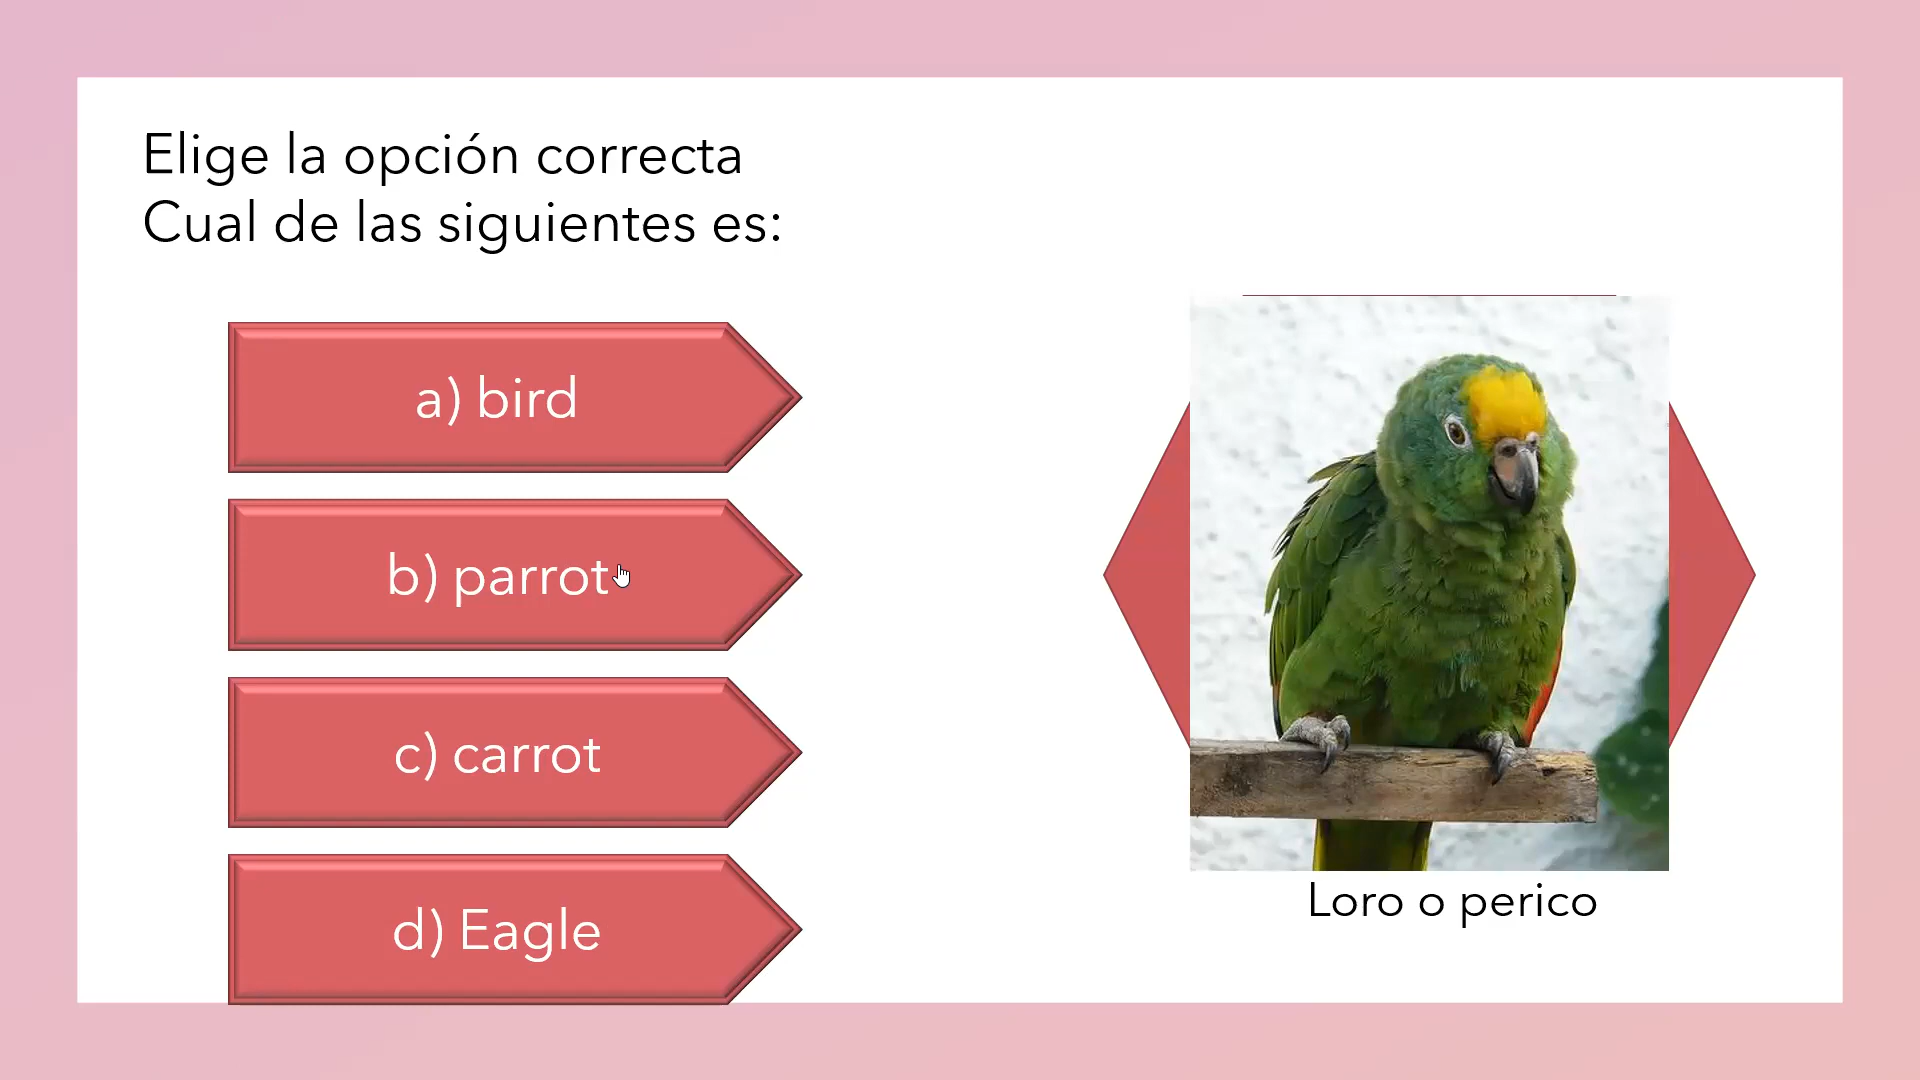 Elige la opción correcta
Cual de las siguientes es:
a) bird
b) parrot
c) carrot
d) Eagle
Loro o perico